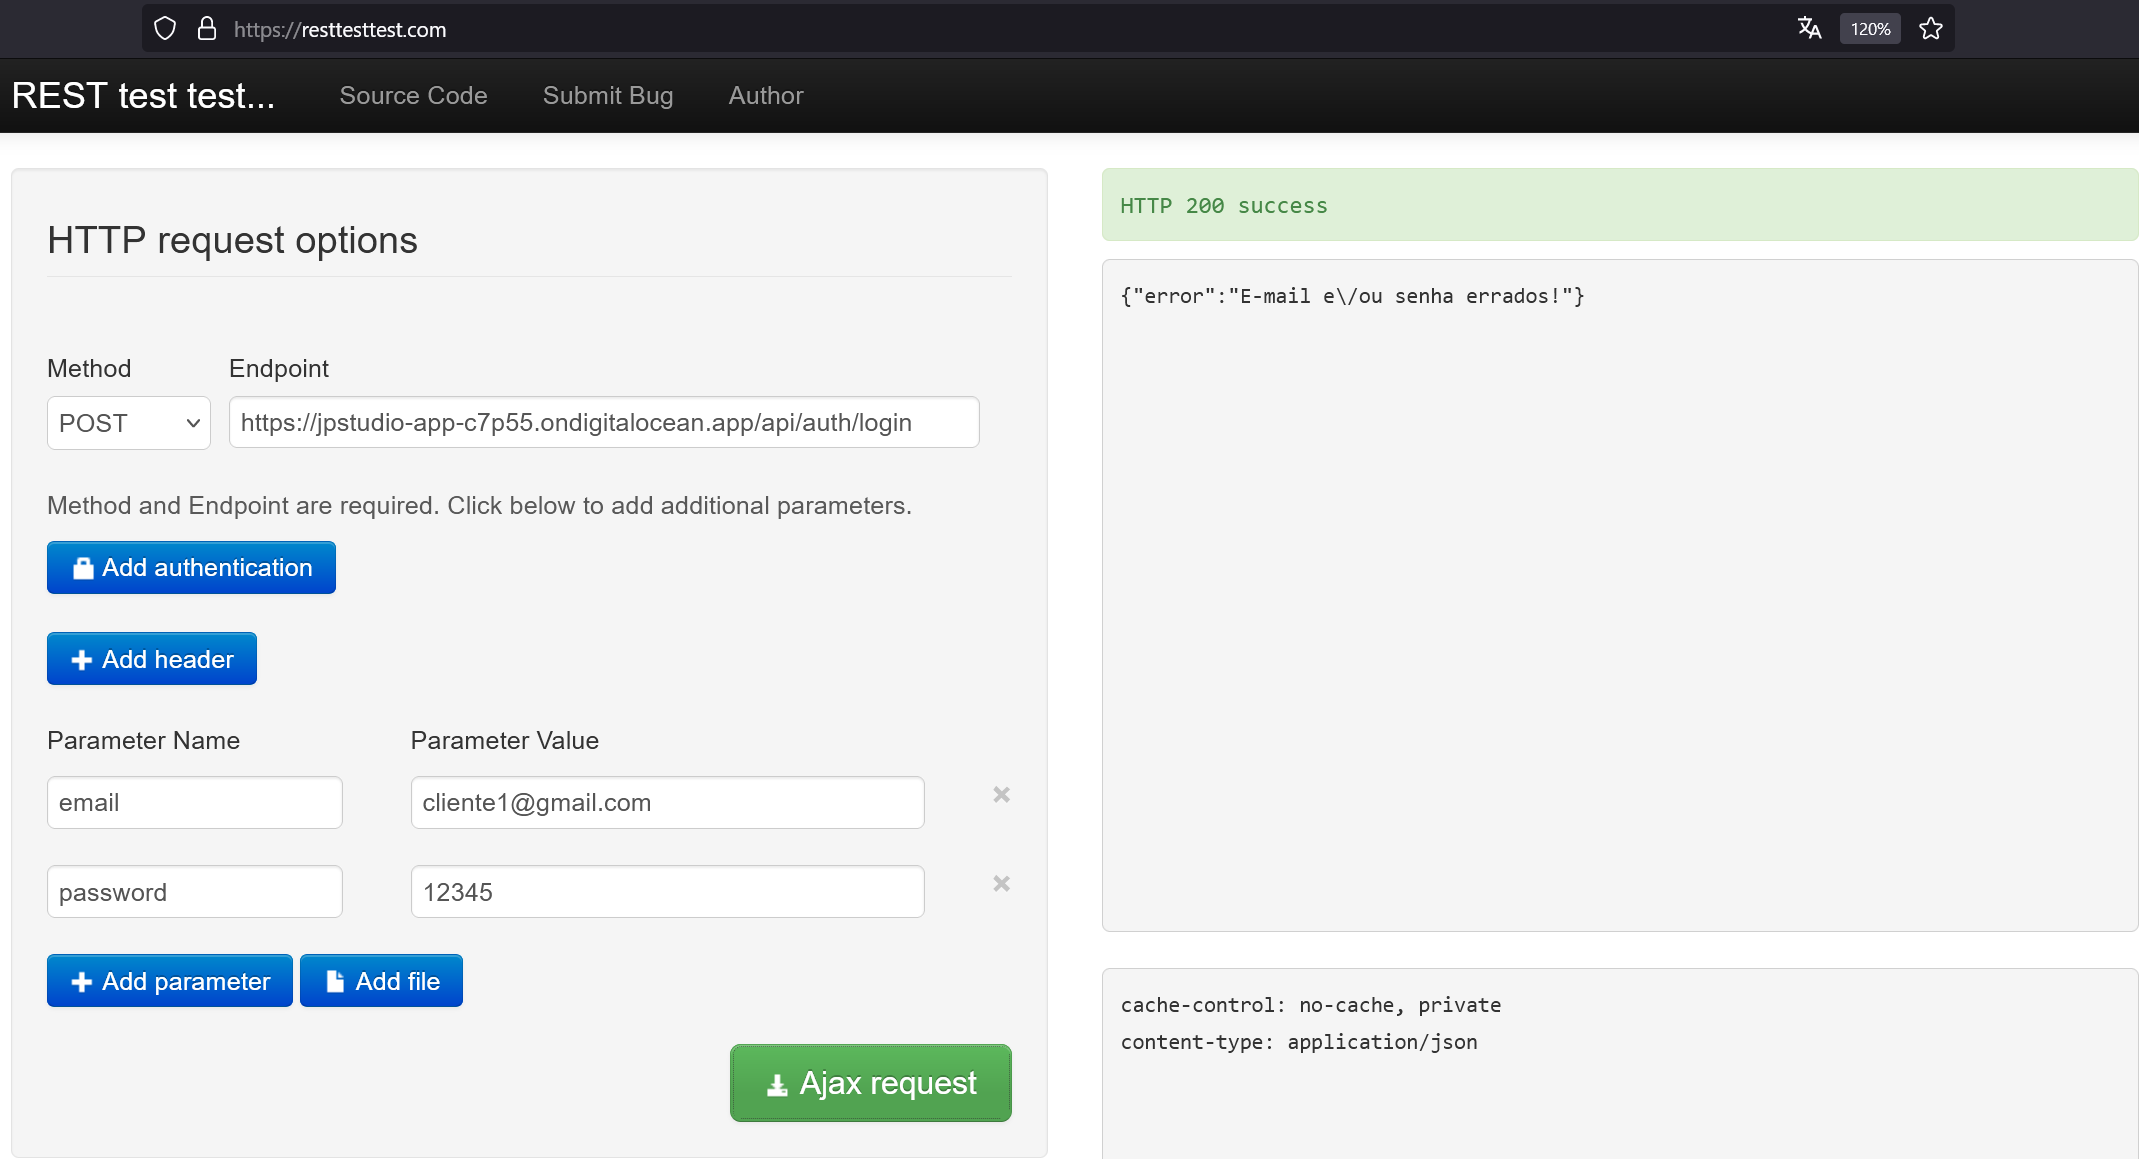 https://resttesttest.com
120%
REST test test... Source Code Submit Bug Author
HTTP request options
Method Endpoint
POST https://jpstudio-app-c7p55.ondigitalocean.app/api/auth/login
Method and Endpoint are required. Click below to add additional parameters.
Add authentication
Add header
Parameter Name Parameter Value
email cliente1@gmail.com ×
password 12345 ×
Add parameter Add file
Ajax request
HTTP 200 success
{"error":"E-mail e\/ou senha errados!"}
cache-control: no-cache, private
content-type: application/json